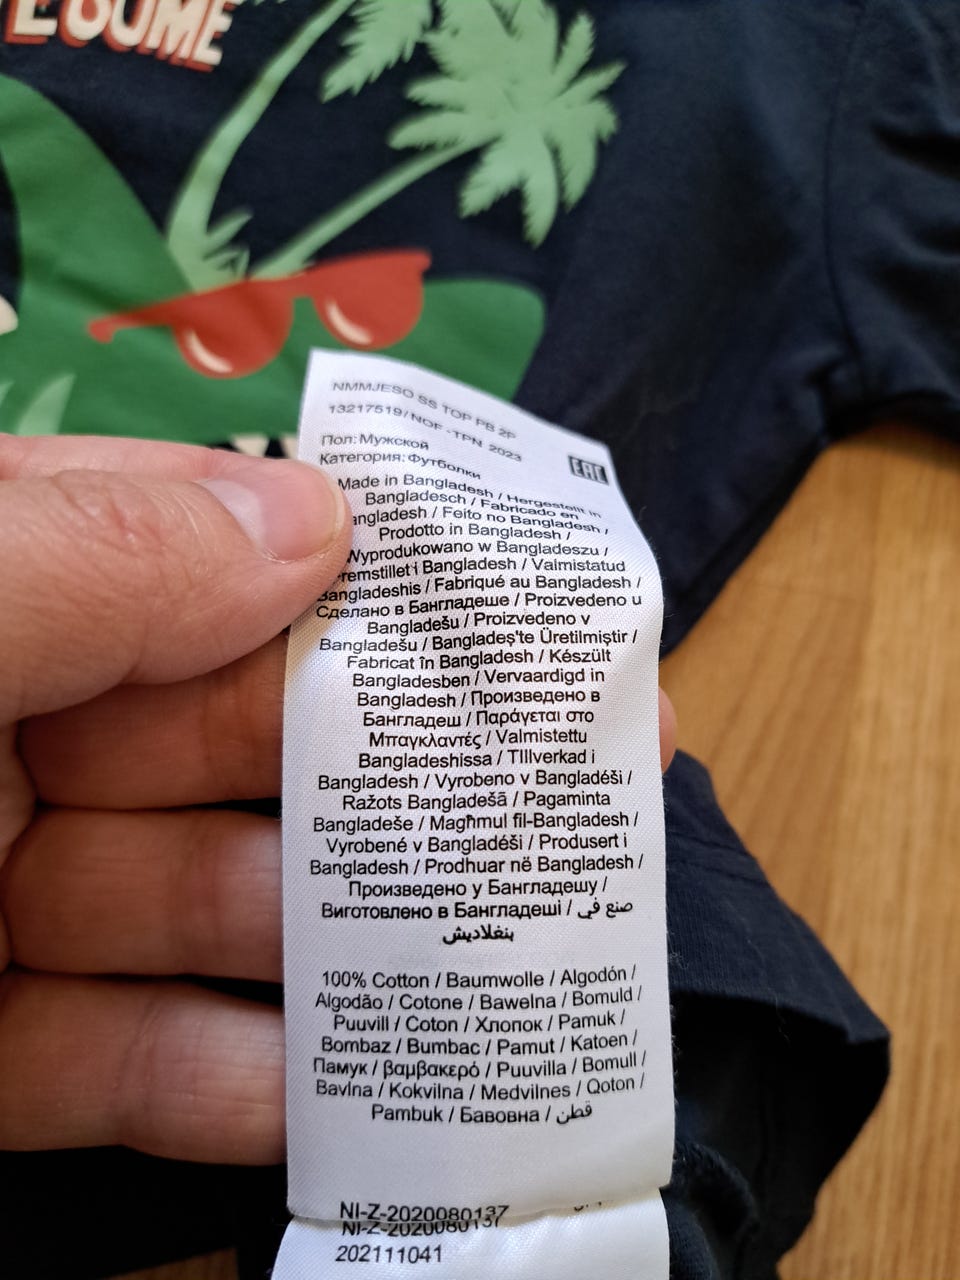 ESOME
NMMJESO SS TOP PB 2P
13217519/NOF -TPN 2023
Пол: Мужской
Категория: Футболки
EAC
Made in Bangladesh / Hergestellt in
Bangladesch / Fabricado en
angladesh / Feito no Bangladesh /
Prodotto in Bangladesh /
Wyprodukowano w Bangladeszu /
remstillet i Bangladesh / Valmistatud
Bangladeshis / Fabriqué au Bangladesh /
Сделано в Бангладеше / Proizvedeno u
Bangladešu / Proizvedeno v
Bangladešu / Bangladeş'te Üretilmiştir /
Fabricat în Bangladesh / Készült
Bangladesben / Vervaardigd in
Bangladesh / Произведено в
Бангладеш / Παράγεται στο
Μπαγκλαντές / Valmistettu
Bangladeshissa / TIllverkad i
Bangladesh / Vyrobeno v Bangladéši /
Ražots Bangladešā / Pagaminta
Bangladeše / Magħmul fil-Bangladesh /
Vyrobené v Bangladéši / Produsert i
Bangladesh / Prodhuar në Bangladesh /
Произведено у Бангладешу /
Виготовлено в Бангладеші / صنع في
بنغلاديش
100% Cotton / Baumwolle / Algodón /
Algodão / Cotone / Bawelna / Bomuld /
Puuvill / Coton / Хлопок / Pamuk /
Bombaz / Bumbac / Pamut / Katoen /
Памук / βαμβακερό / Puuvilla / Bomull /
Bavlna / Kokvilna / Medvilnes / Qoton /
Pambuk / Бавовна / قطن
NI-Z-2020080137
NI-Z-2020080137
202111041